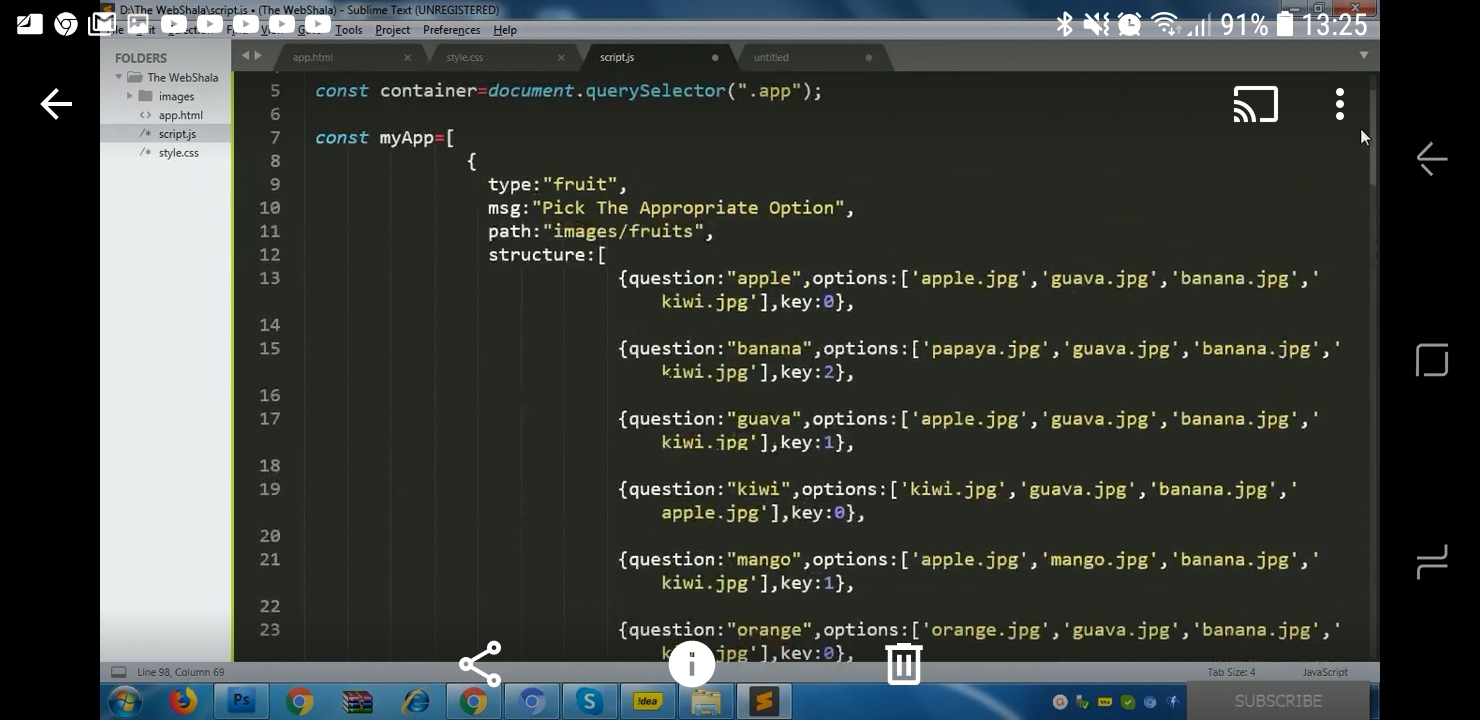 D:\The WebShala\script.js • (The WebShala) - Sublime Text (UNREGISTERED)
91% 13:25
Tools Project Preferences Help
FOLDERS
The WebShala
images
app.html
script.js
style.css
app.html style.css script.js untitled
5 const container=document.querySelector(".app");
6
7 const myApp=[
8 {
9 type:"fruit",
10 msg:"Pick The Appropriate Option",
11 path:"images/fruits",
12 structure:[
13 {question:"apple",options:['apple.jpg','guava.jpg','banana.jpg','
kiwi.jpg'],key:0},
14
15 {question:"banana",options:['papaya.jpg','guava.jpg','banana.jpg','
kiwi.jpg'],key:2},
16
17 {question:"guava",options:['apple.jpg','guava.jpg','banana.jpg','
kiwi.jpg'],key:1},
18
19 {question:"kiwi",options:['kiwi.jpg','guava.jpg','banana.jpg','
apple.jpg'],key:0},
20
21 {question:"mango",options:['apple.jpg','mango.jpg','banana.jpg','
kiwi.jpg'],key:1},
22
23 {question:"orange",options:['orange.jpg','guava.jpg','banana.jpg','
jpg'],key:0},
Line 98, Column 69
Tab Size: 4 JavaScript
Ps
S
!dea
SUBSCRIBE